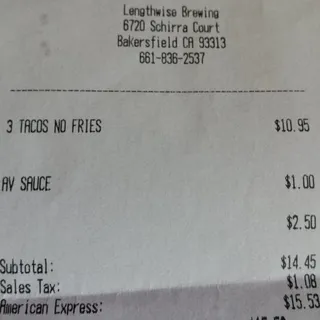 Lengthwise Brewing
6720 Schirra Court
Bakersfield CA 93313
661-836-2537
3 TACOS NO FRIES $10.95
AV SAUCE $1.00
$2.50
Subtotal: $14.45
Sales Tax: $1.08
American Express: $15.53